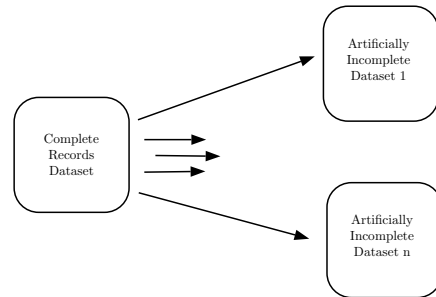 Complete
Records
Dataset
Artificially
Incomplete
Dataset 1
Artificially
Incomplete
Dataset n